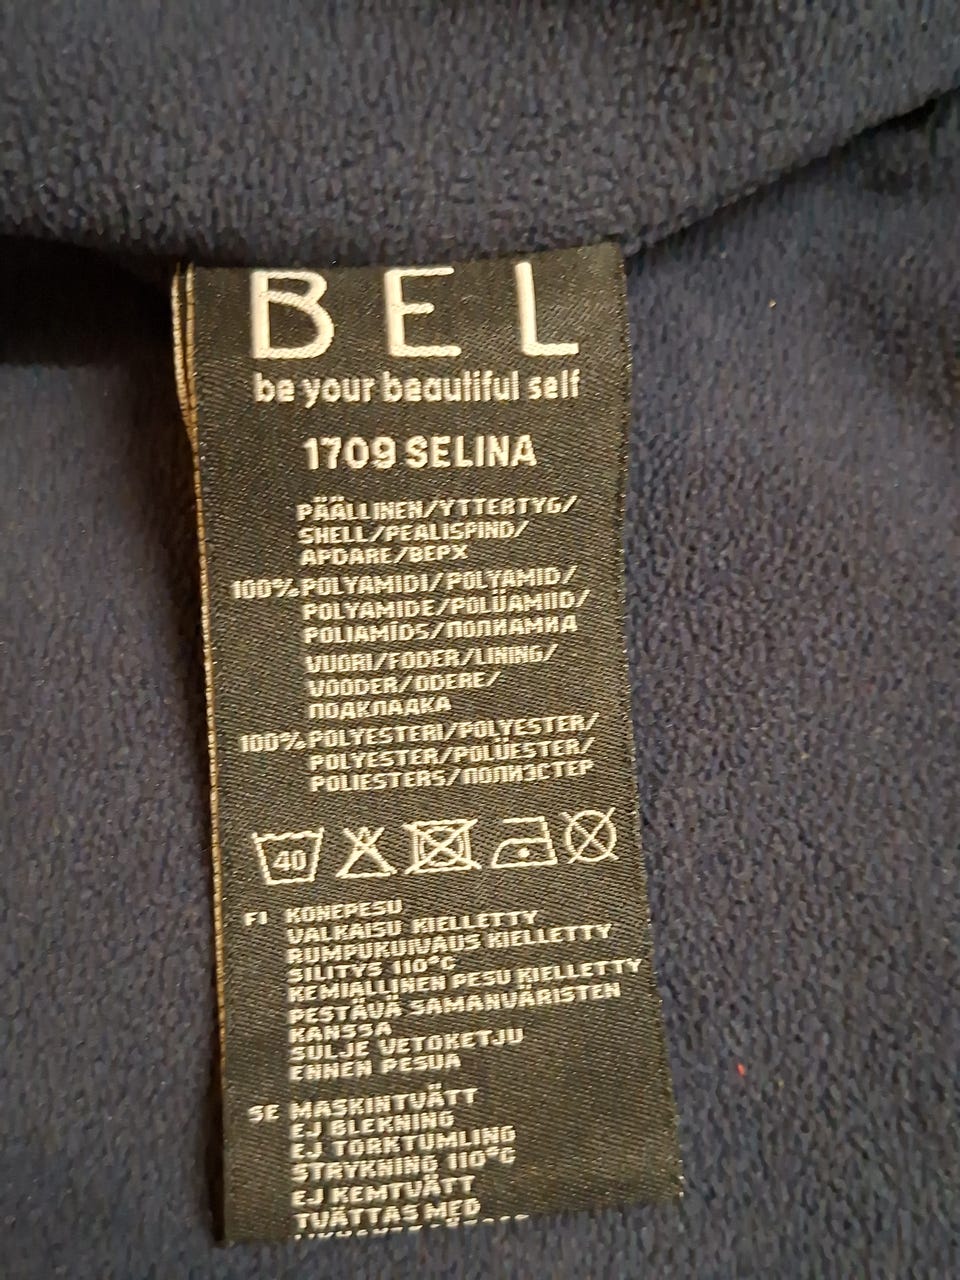 BEL
be your beautiful self
1709 SELINA
PÄÄLLINEN/YTTERTYG/
SHELL/PEALISPIND/
APDARE/ВЕРХ
100% POLYAMIDI/POLYAMID/
POLYAMIDE/POLÜAMIID/
POLIAMĪDS/ПОЛИАМИД
VUORI/FODER/LINING/
VOODER/ODERE/
ПОДКЛАДКА
100% POLYESTERI/POLYESTER/
POLYESTER/POLÜESTER/
POLIESTERS/ПОЛИЭСТЕР
40
FI KONEPESU
VALKAISU KIELLETTY
RUMPUKUIVAUS KIELLETTY
SILITYS 110°C
KEMIALLINEN PESU KIELLETTY
PESTÄVÄ SAMANVÄRISTEN
KANSSA
SULJE VETOKETJU
ENNEN PESUA
SE MASKINTVÄTT
EJ BLEKNING
EJ TORKTUMLING
STRYKNING 110°C
EJ KEMTVÄTT
TVÄTTAS MED